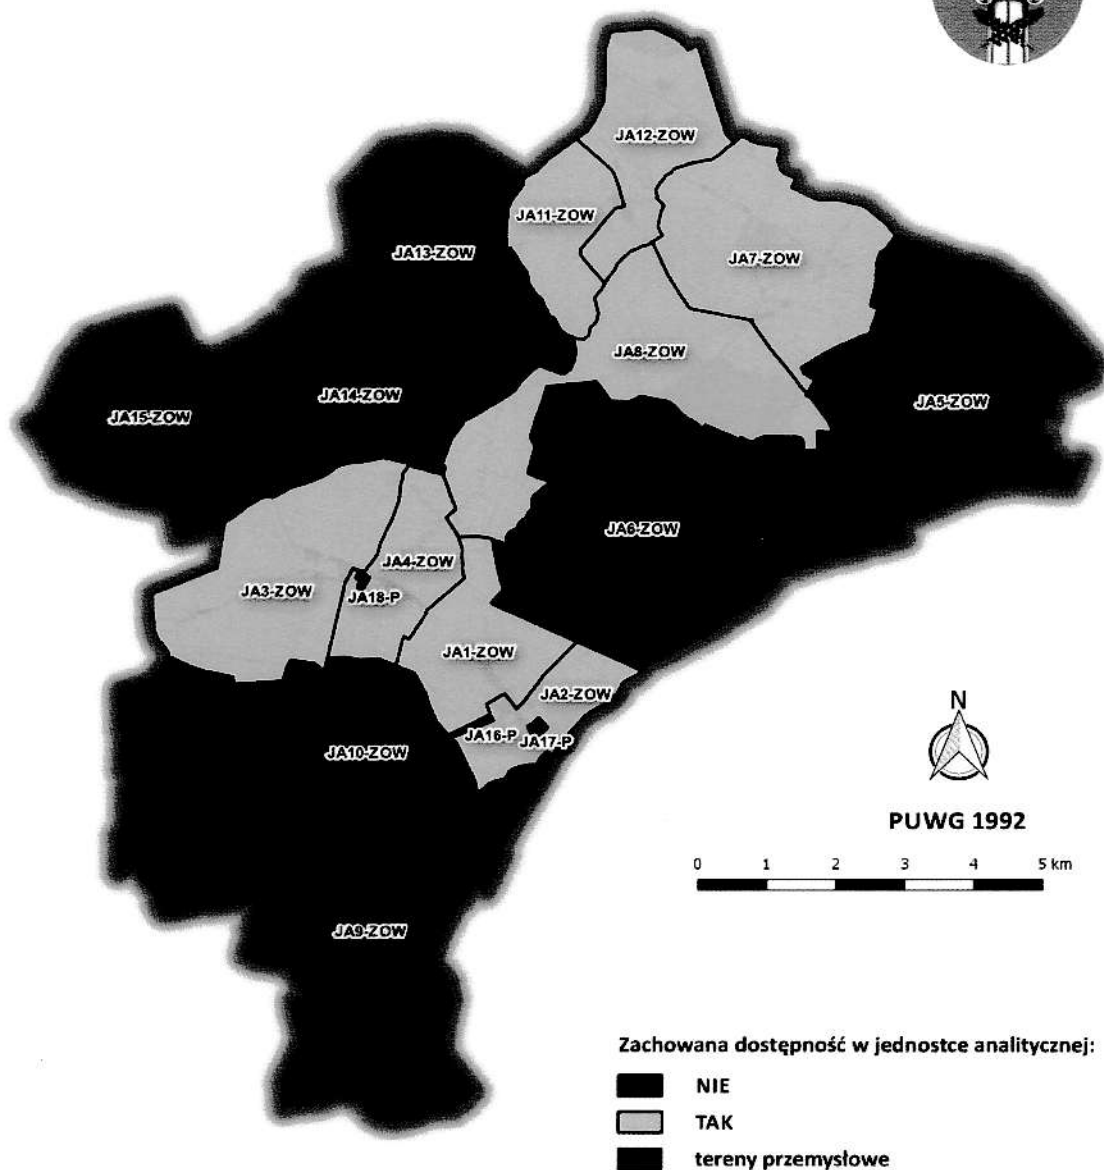 JA12-ZOW
JA11-ZOW
JA13-ZOW
JA7-ZOW
JA8-ZOW
JA14-ZOW
JA5-ZOW
JA15-ZOW
JA6-ZOW
JA4-ZOW
JA3-ZOW
JA18-P
JA1-ZOW
JA2-ZOW
JA16-P
JA17-P
JA10-ZOW
N
PUWG 1992
0 1 2 3 4 5 km
JA9-ZOW
Zachowana dostępność w jednostce analitycznej:
NIE
TAK
tereny przemysłowe